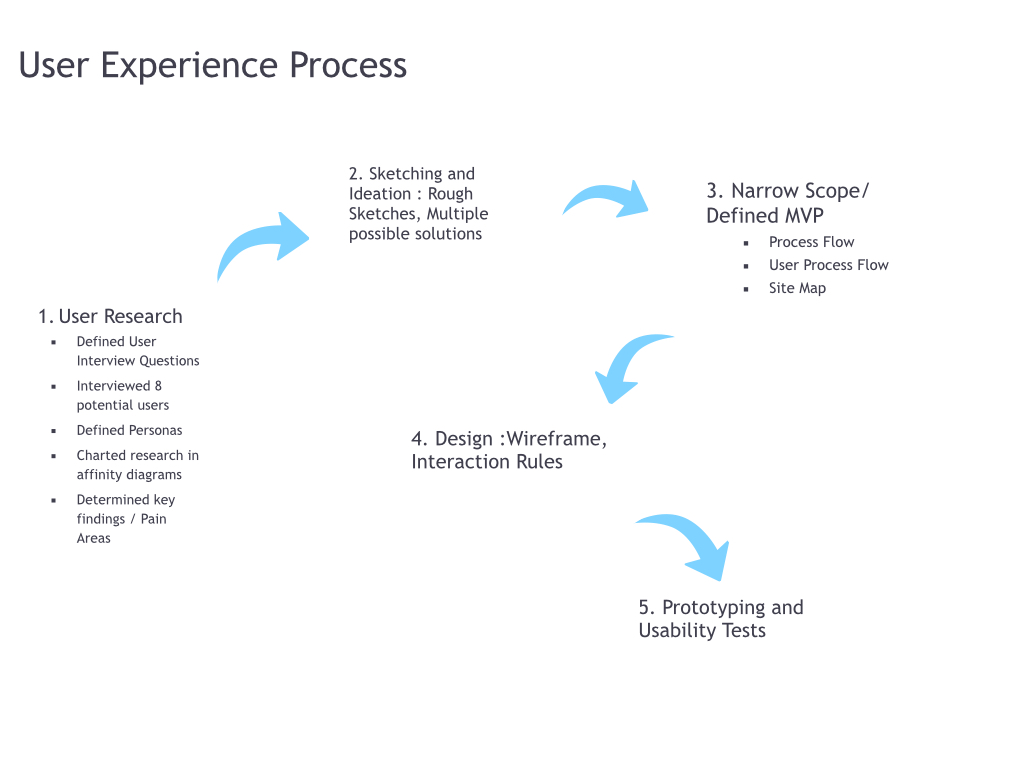 User Experience Process
1. User Research
▪ Defined User
Interview Questions
▪ Interviewed 8
potential users
▪ Defined Personas
▪ Charted research in
affinity diagrams
▪ Determined key
findings / Pain
Areas
2. Sketching and
Ideation : Rough
Sketches, Multiple
possible solutions
3. Narrow Scope/
Defined MVP
▪ Process Flow
▪ User Process Flow
▪ Site Map
4. Design :Wireframe,
Interaction Rules
5. Prototyping and
Usability Tests